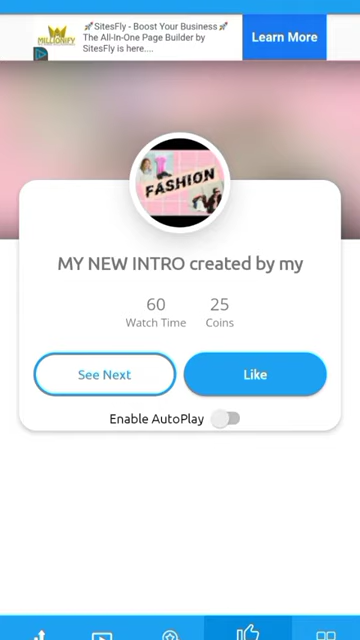 🚀SitesFly - Boost Your Business🚀
The All-In-One Page Builder by
SitesFly is here....
MILLIONIFY
Learn More
FASHION
MY NEW INTRO created by my
60
Watch Time
25
Coins
See Next
Like
Enable AutoPlay